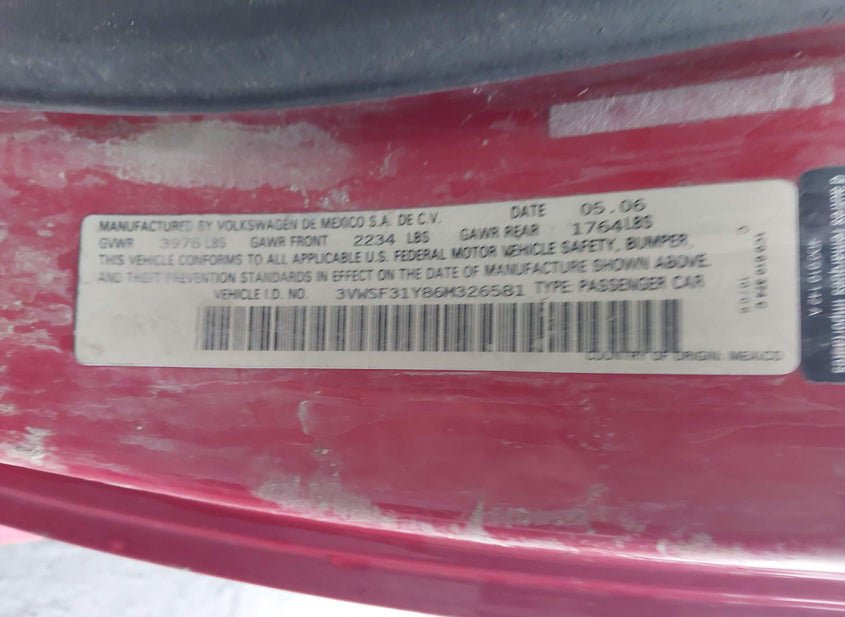 MANUFACTURED BY VOLKSWAGEN DE MEXICO S.A. DE C.V. DATE 05.06
GVWR 3976 LBS GAWR FRONT 2234 LBS GAWR REAR 1764 LBS
THIS VEHICLE CONFORMS TO ALL APPLICABLE U.S. FEDERAL MOTOR VEHICLE SAFETY, BUMPER,
AND THEFT PREVENTION STANDARDS IN EFFECT ON THE DATE OF MANUFACTURE SHOWN ABOVE.
VEHICLE I.D. NO. 3VWSF31Y86M326581 TYPE: PASSENGER CAR
COUNTRY OF ORIGIN: MEXICO